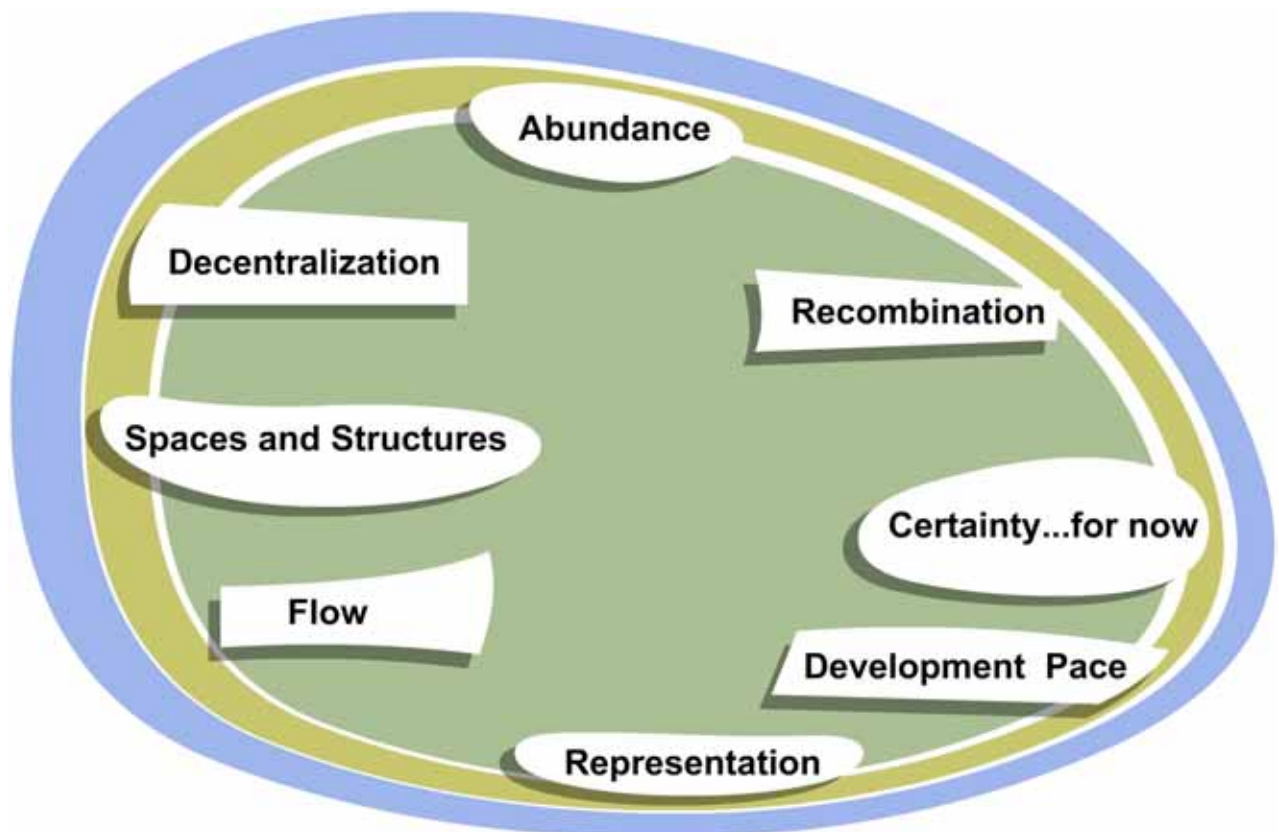 Abundance
Decentralization
Recombination
Spaces and Structures
Certainty...for now
Flow
Development Pace
Representation